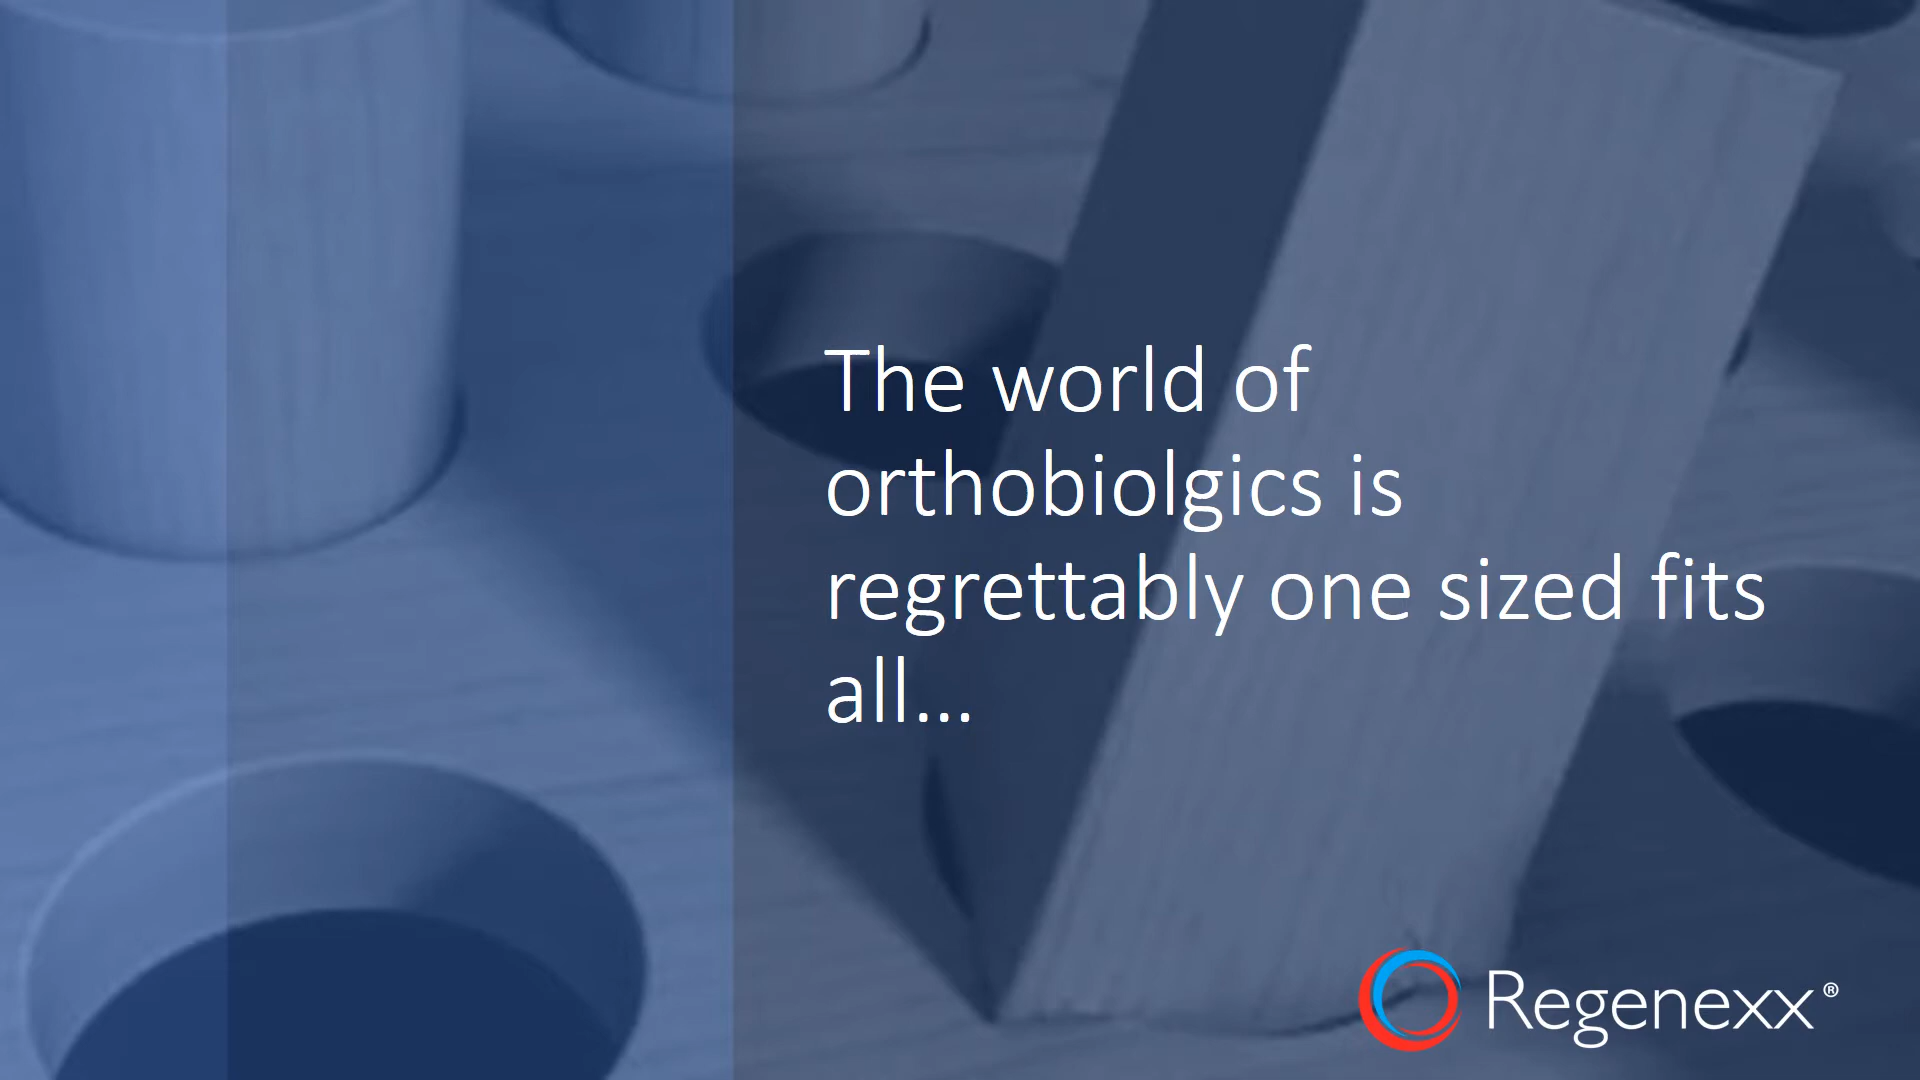 The world of
orthobiolgics is
regrettably one sized fits
all...
Regenexx®